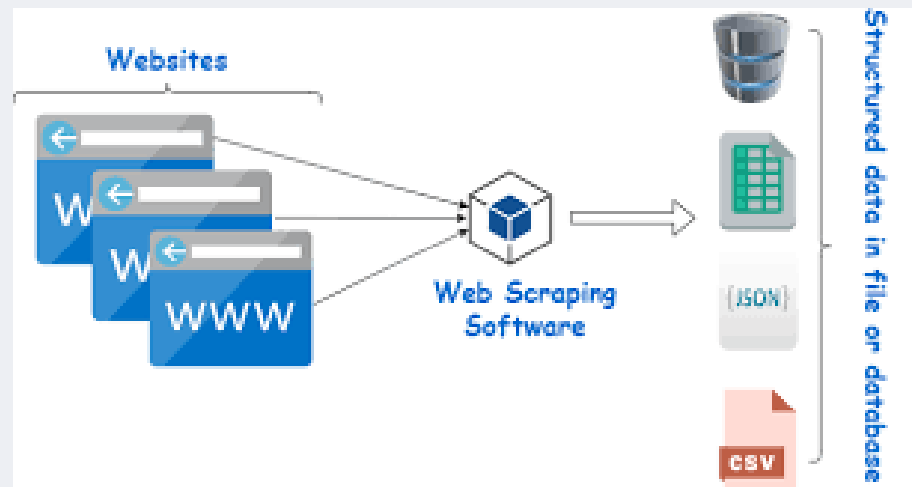 Websites
W
W
WWW
Web Scraping
Software
{JSON}
CSV
Structured data in file or database